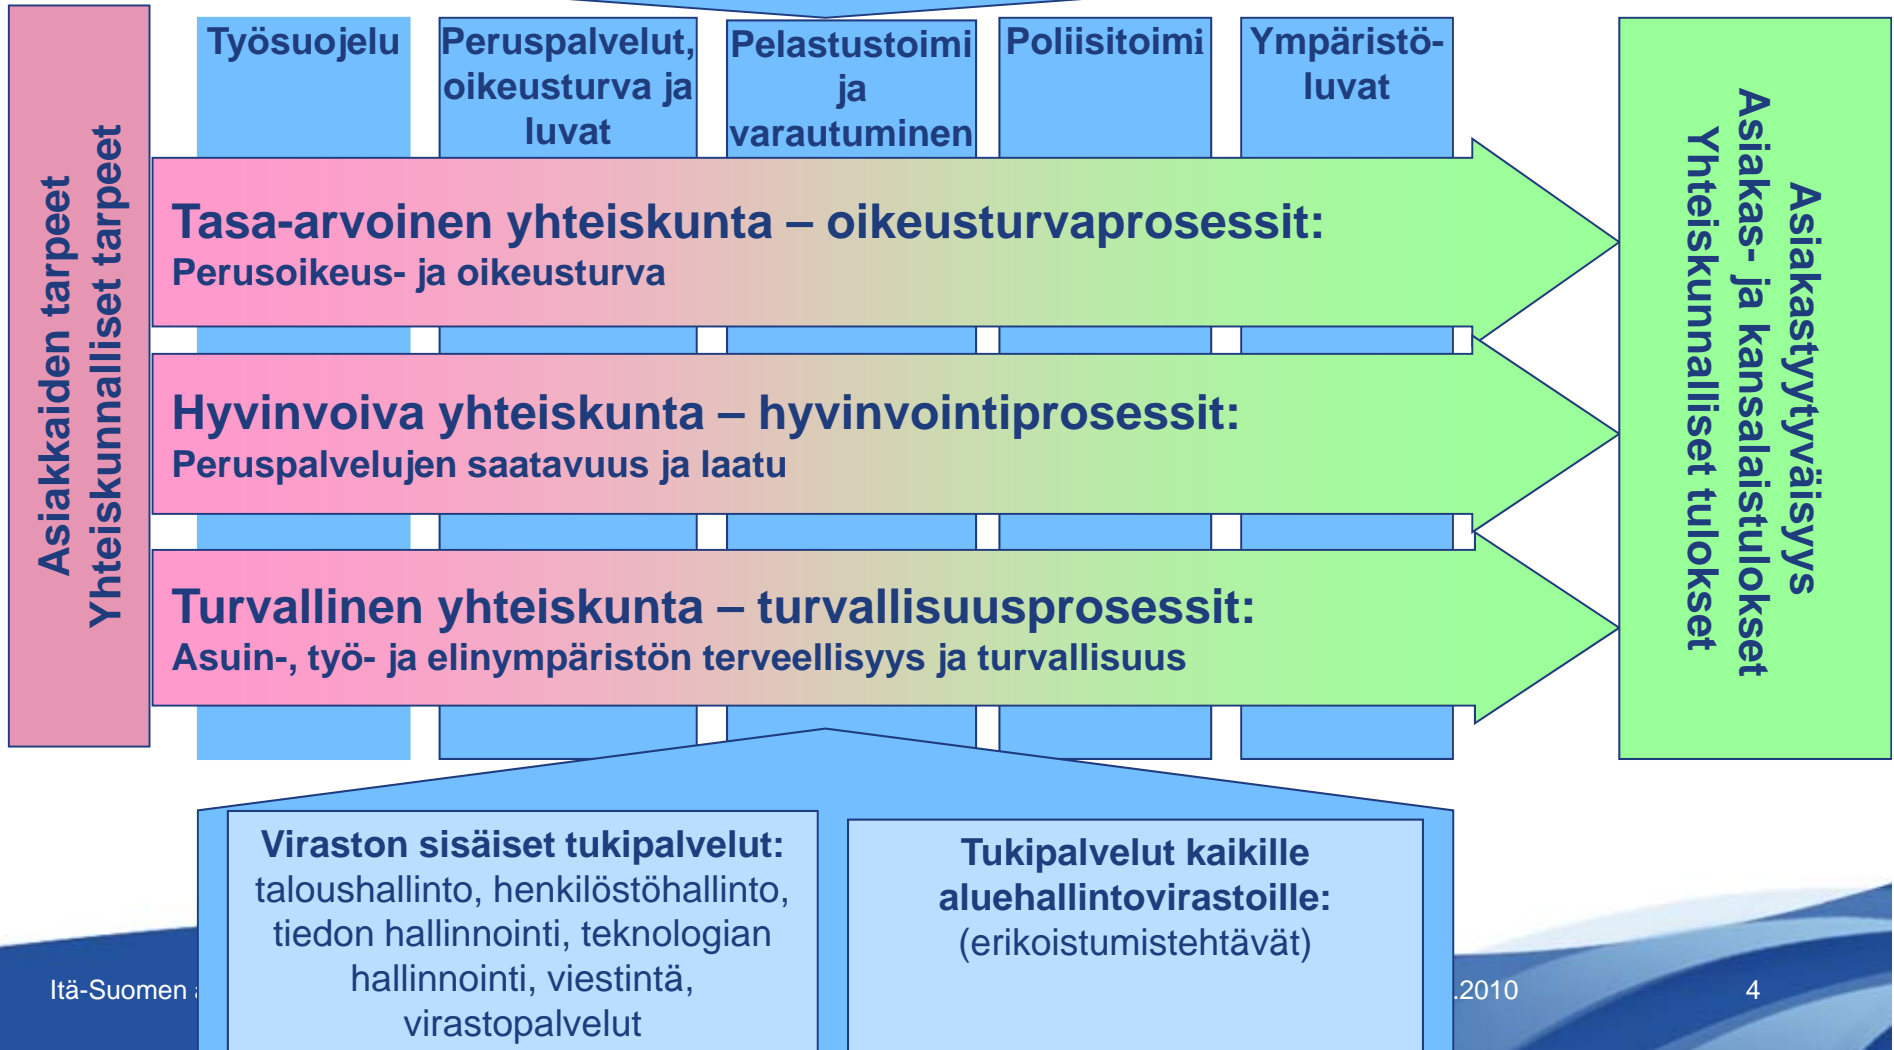 Asiakkaiden tarpeet
Yhteiskunnalliset tarpeet
Työsuojelu
Peruspalvelut,
oikeusturva ja
luvat
Pelastustoimi
ja
varautuminen
Poliisitoimi
Ympäristö-
luvat
Tasa-arvoinen yhteiskunta – oikeusturvaprosessit:
Perusoikeus- ja oikeusturva
Hyvinvoiva yhteiskunta – hyvinvointiprosessit:
Peruspalvelujen saatavuus ja laatu
Turvallinen yhteiskunta – turvallisuusprosessit:
Asuin-, työ- ja elinympäristön terveellisyys ja turvallisuus
Asiakastyytyväisyys
Asiakas- ja kansalaistulokset
Yhteiskunnalliset tulokset
Viraston sisäiset tukipalvelut:
taloushallinto, henkilöstöhallinto,
tiedon hallinnointi, teknologian
hallinnointi, viestintä,
virastopalvelut
Tukipalvelut kaikille
aluehallintovirastoille:
(erikoistumistehtävät)
Itä-Suomen
.2010
4